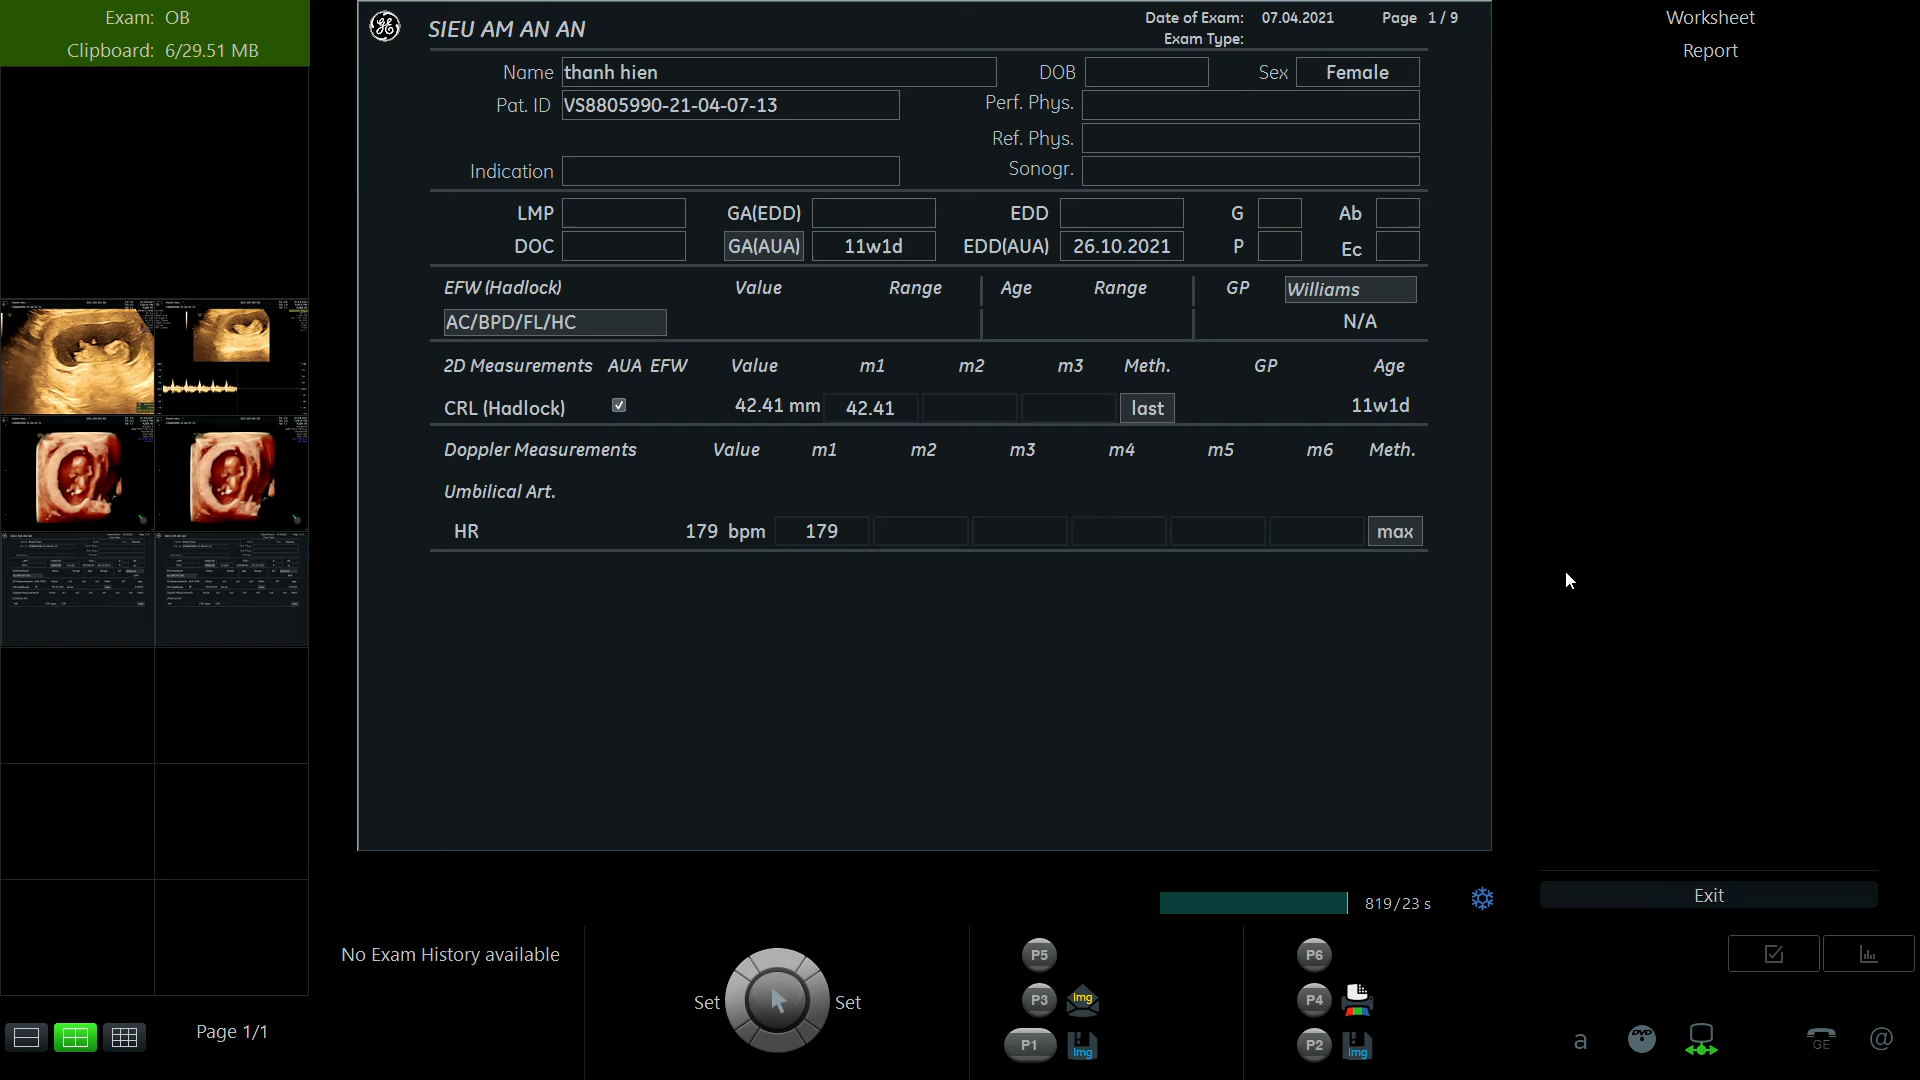 Exam: OB
Clipboard: 6/29.51 MB
SIEU AM AN AN
Date of Exam: 07.04.2021 Page 1 / 9
Exam Type:
Name thanh hien DOB Sex Female
Pat. ID VS8805990-21-04-07-13 Perf. Phys.
Ref. Phys.
Indication Sonogr.
LMP GA(EDD) EDD G Ab
DOC GA(AUA) 11w1d EDD(AUA) 26.10.2021 P Ec
EFW (Hadlock) Value Range Age Range GP Williams
AC/BPD/FL/HC N/A
2D Measurements AUA EFW Value m1 m2 m3 Meth. GP Age
CRL (Hadlock) 42.41 mm 42.41 last 11w1d
Doppler Measurements Value m1 m2 m3 m4 m5 m6 Meth.
Umbilical Art.
HR 179 bpm 179 max
Worksheet
Report
819/23 s
Exit
No Exam History available
Set Set
P5 P6
P3 Img P4
P1 Img P2 Img
Page 1/1
a DVD GE @